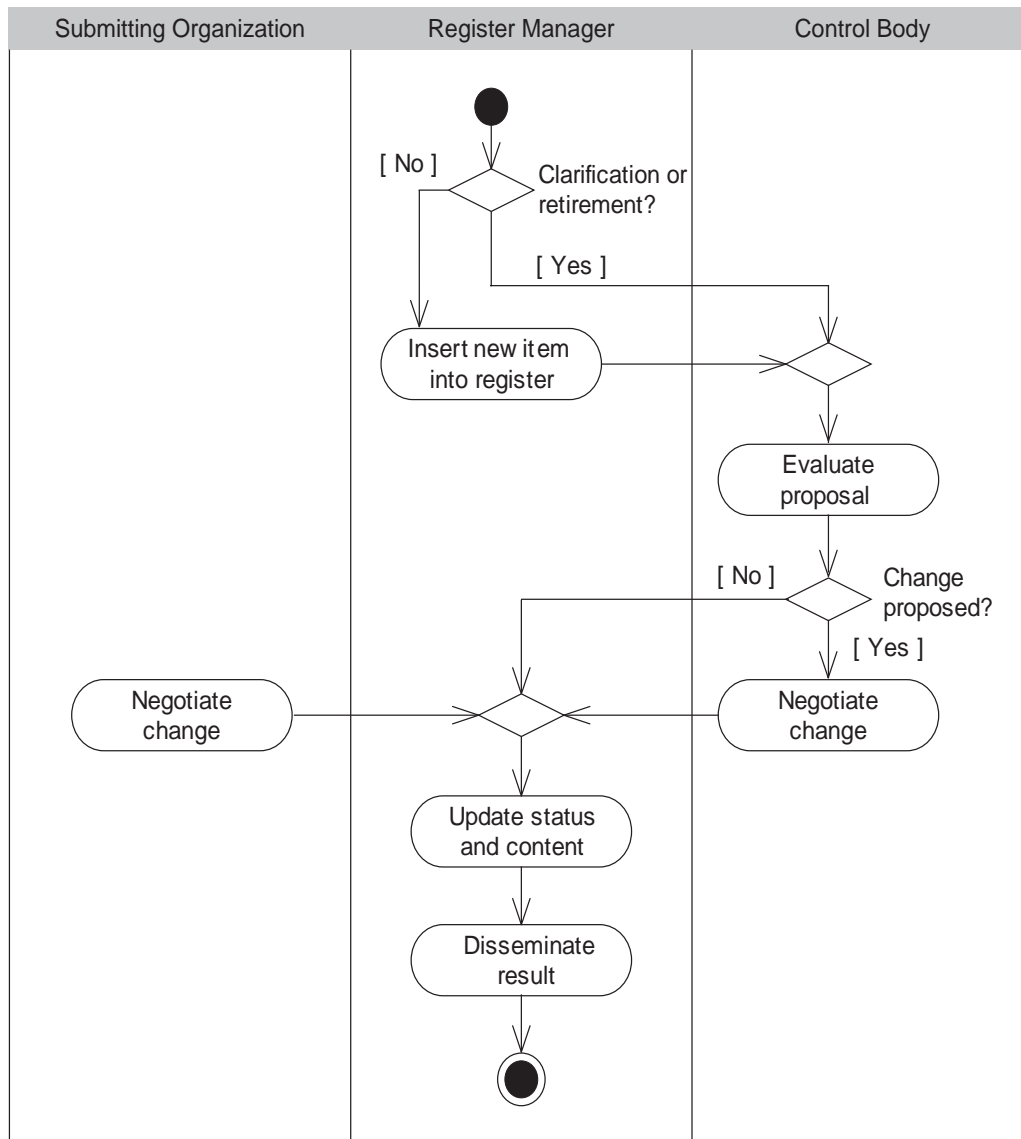 Submitting Organization
Register Manager
Control Body
[ No ]
Clarification or
retirement?
[ Yes ]
Insert new item
into register
Evaluate
proposal
[ No ]
Change
proposed?
[ Yes ]
Negotiate
change
Negotiate
change
Update status
and content
Disseminate
result